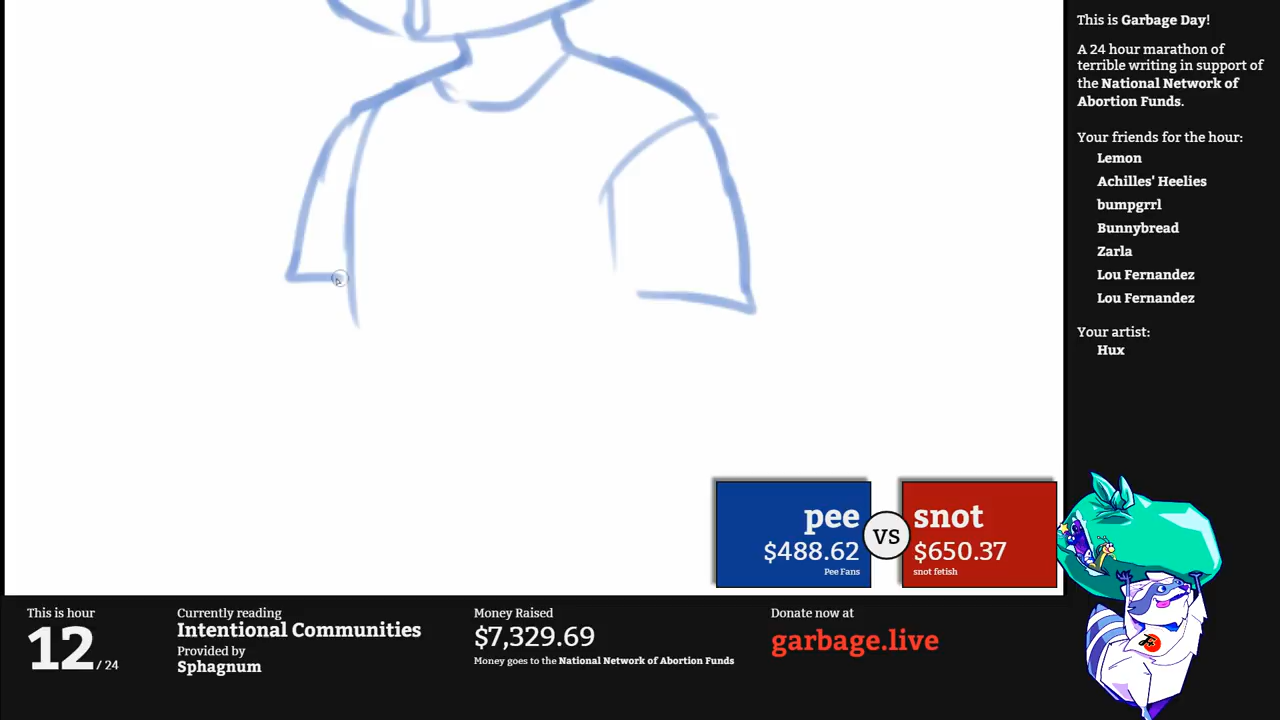 This is Garbage Day!
A 24 hour marathon of
terrible writing in support of
the National Network of
Abortion Funds.
Your friends for the hour:
Lemon
Achilles' Heelies
bumpgrrl
Bunnybread
Zarla
Lou Fernandez
Lou Fernandez
Your artist:
Hux
pee
$488.62
Pee Fans
VS
snot
$650.37
snot fetish
This is hour
12 / 24
Currently reading
Intentional Communities
Provided by
Sphagnum
Money Raised
$7,329.69
Money goes to the National Network of Abortion Funds
Donate now at
garbage.live